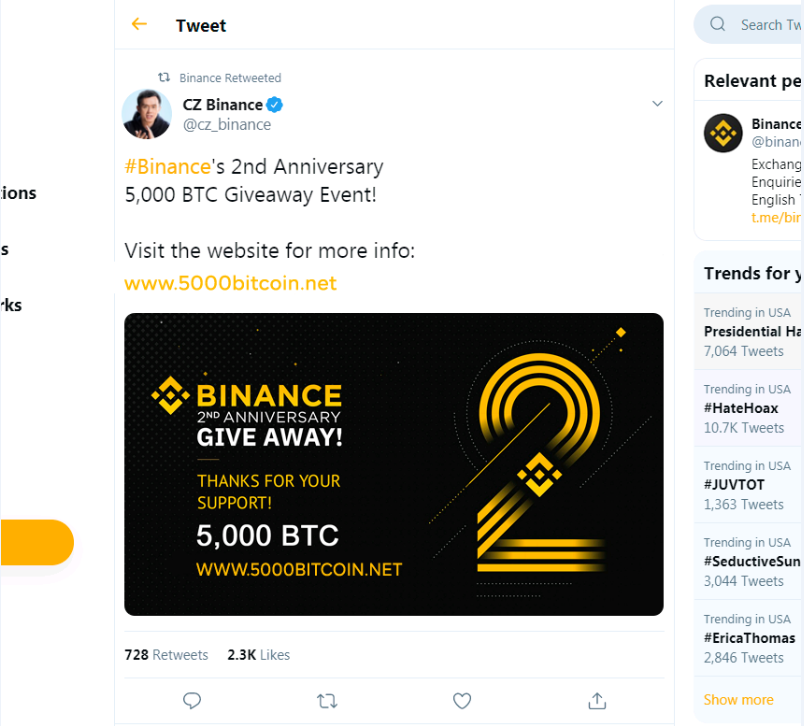 Tweet
Search Tw
Binance Retweeted
CZ Binance
@cz_binance
#Binance's 2nd Anniversary
5,000 BTC Giveaway Event!
Visit the website for more info:
www.5000bitcoin.net
BINANCE
2ND ANNIVERSARY
GIVE AWAY!
THANKS FOR YOUR
SUPPORT!
5,000 BTC
WWW.5000BITCOIN.NET
728 Retweets 2.3K Likes
ions
s
rks
Relevant pe
Binance
@binan
Exchang
Enquirie
English
t.me/bin
Trends for y
Trending in USA
Presidential Ha
7,064 Tweets
Trending in USA
#HateHoax
10.7K Tweets
Trending in USA
#JUVTOT
1,363 Tweets
Trending in USA
#SeductiveSun
3,044 Tweets
Trending in USA
#EricaThomas
2,846 Tweets
Show more